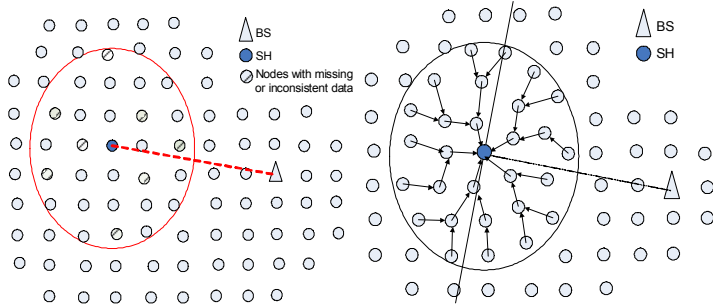 BS
SH
Nodes with missing
or inconsistent data
BS
SH